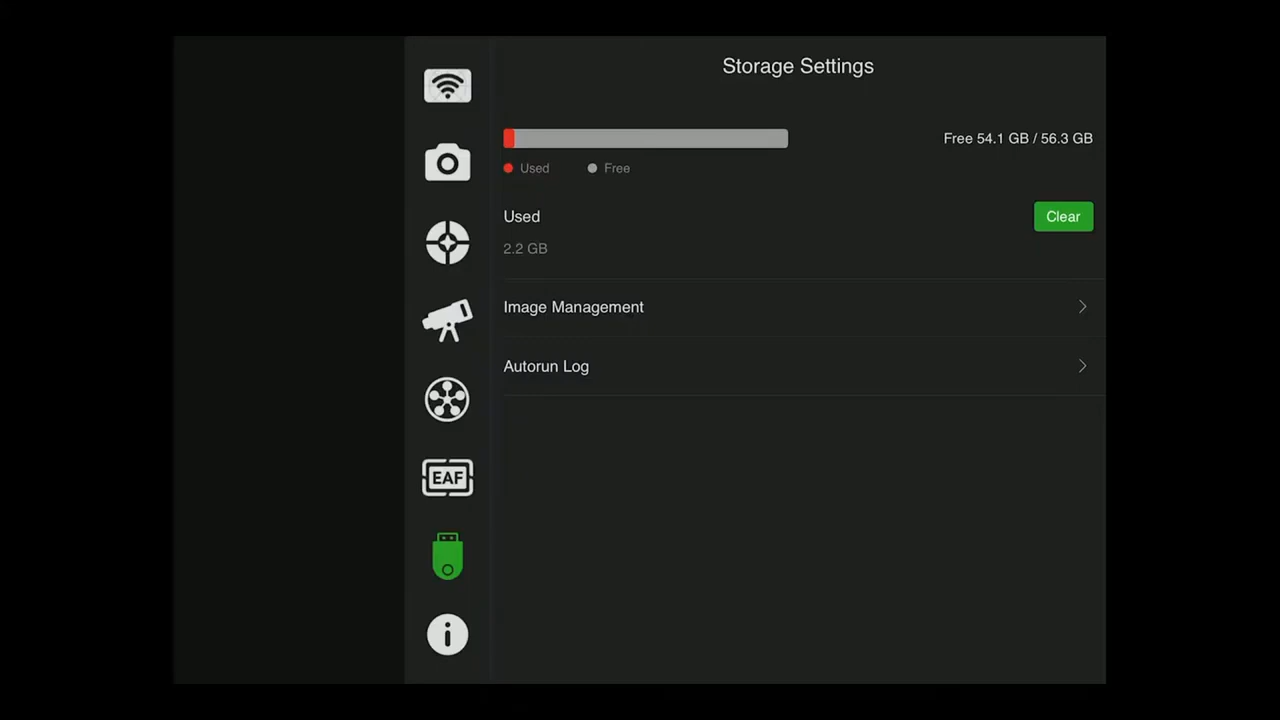 Storage Settings
Free 54.1 GB / 56.3 GB
Used Free
Used
Clear
2.2 GB
Image Management
Autorun Log
EAF